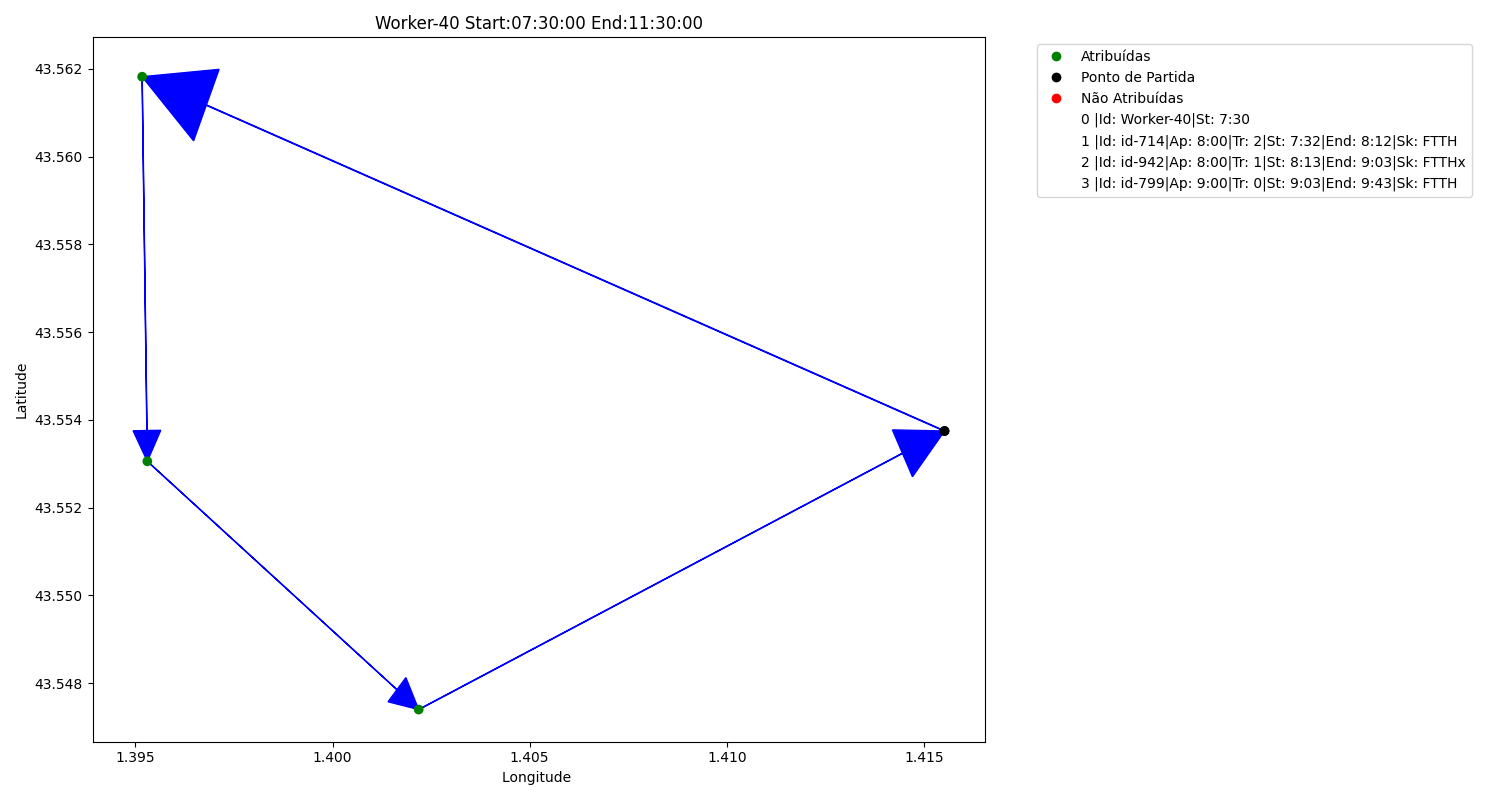 Worker-40 Start:07:30:00 End:11:30:00
43.562
43.560
43.558
43.556
43.554
43.552
43.550
43.548
Latitude
1.395
1.400
1.405
1.410
1.415
Longitude
Atribuídas
Ponto de Partida
Não Atribuídas
0 |Id: Worker-40|St: 7:30
1 |Id: id-714|Ap: 8:00|Tr: 2|St: 7:32|End: 8:12|Sk: FTTH
2 |Id: id-942|Ap: 8:00|Tr: 1|St: 8:13|End: 9:03|Sk: FTTHx
3 |Id: id-799|Ap: 9:00|Tr: 0|St: 9:03|End: 9:43|Sk: FTTH